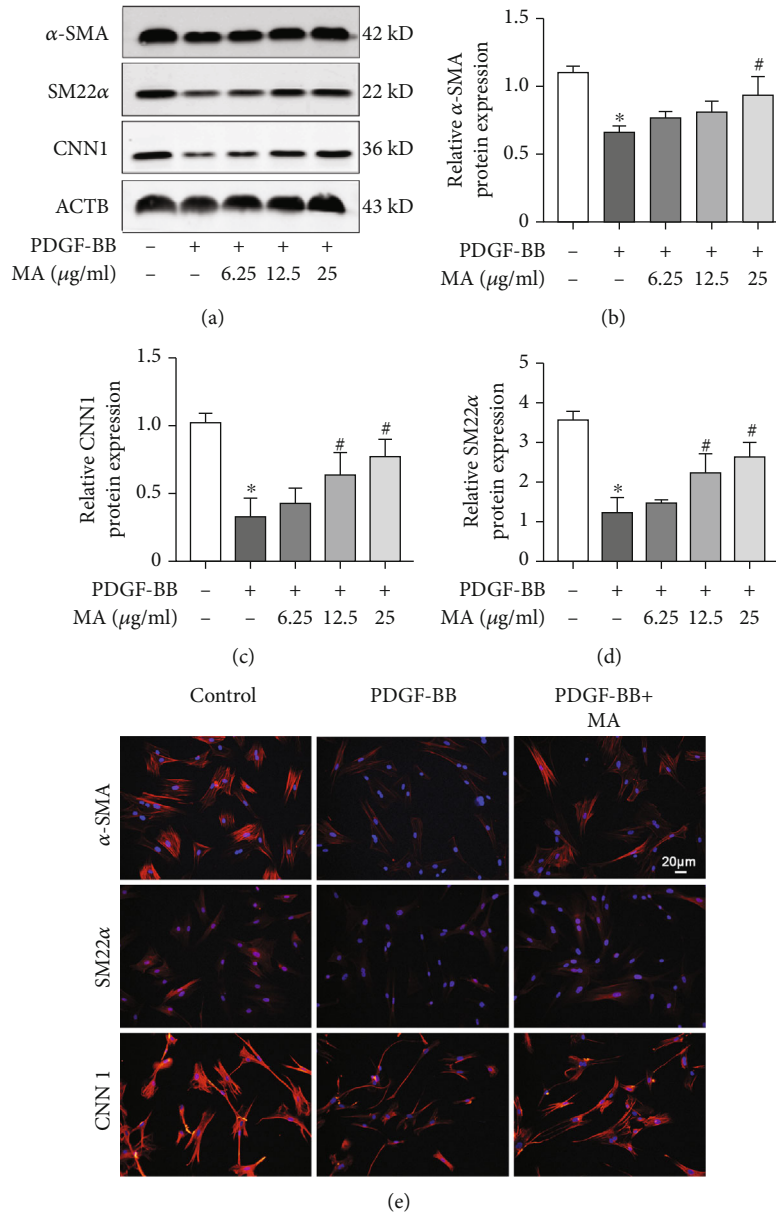 α-SMA 42 kD
SM22α 22 kD
CNN1 36 kD
ACTB 43 kD
PDGF-BB – + + + +
MA (μg/ml) – – 6.25 12.5 25
(a)
Relative α-SMA
protein expression
1.5
1.0
0.5
0
*
#
PDGF-BB – + + + +
MA (μg/ml) – – 6.25 12.5 25
(b)
Relative CNN1
protein expression
1.5
1.0
0.5
0
*
#
#
PDGF-BB – + + + +
MA (μg/ml) – – 6.25 12.5 25
(c)
Relative SM22α
protein expression
5
4
3
2
1
0
*
#
#
PDGF-BB – + + + +
MA (μg/ml) – – 6.25 12.5 25
(d)
Control PDGF-BB PDGF-BB+
MA
α-SMA
20μm
SM22α
CNN 1
(e)